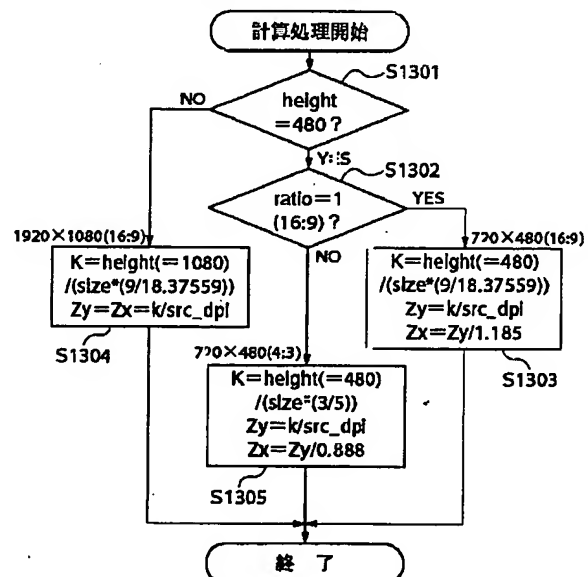 計算処理開始
S1301
NO
height
=480?
YES
S1302
ratio=1
(16:9)?
YES
NO
1920×1080(16:9)
K=height(=1080)
/(size*(9/18.37559))
Zy=Zx=k/src_dpi
S1304
720×480(16:9)
K=height(=480)
/(size*(9/18.37559))
Zy=k/src_dpi
Zx=Zy/1.185
S1303
720×480(4:3)
K=height(=480)
/(size*(3/5))
Zy=k/src_dpi
Zx=Zy/0.888
S1305
終 了